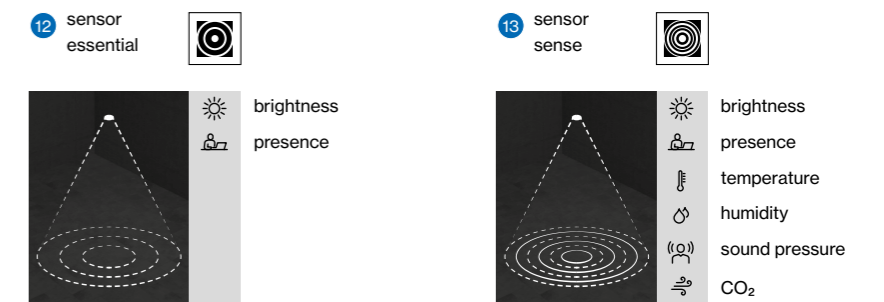 12 sensor
essential
brightness
presence
13 sensor
sense
brightness
presence
temperature
humidity
sound pressure
CO₂